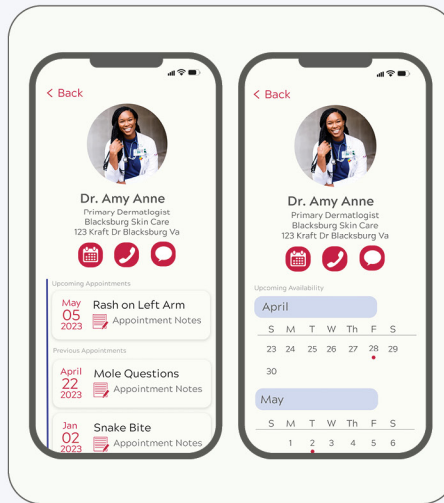 < Back
Dr. Amy Anne
Primary Dermatlogist
Blacksburg Skin Care
123 Kraft Dr Blacksburg Va
Upcoming Appointments
May
05
2023
Rash on Left Arm
Appointment Notes
Previous Appointments
April
22
2023
Mole Questions
Appointment Notes
Jan
02
2023
Snake Bite
Appointment Notes
< Back
Dr. Amy Anne
Primary Dermatlogist
Blacksburg Skin Care
123 Kraft Dr Blacksburg Va
Upcoming Availability
April
S M T W Th F S
23 24 25 26 27 28 29
30
May
S M T W Th F S
1 2 3 4 5 6